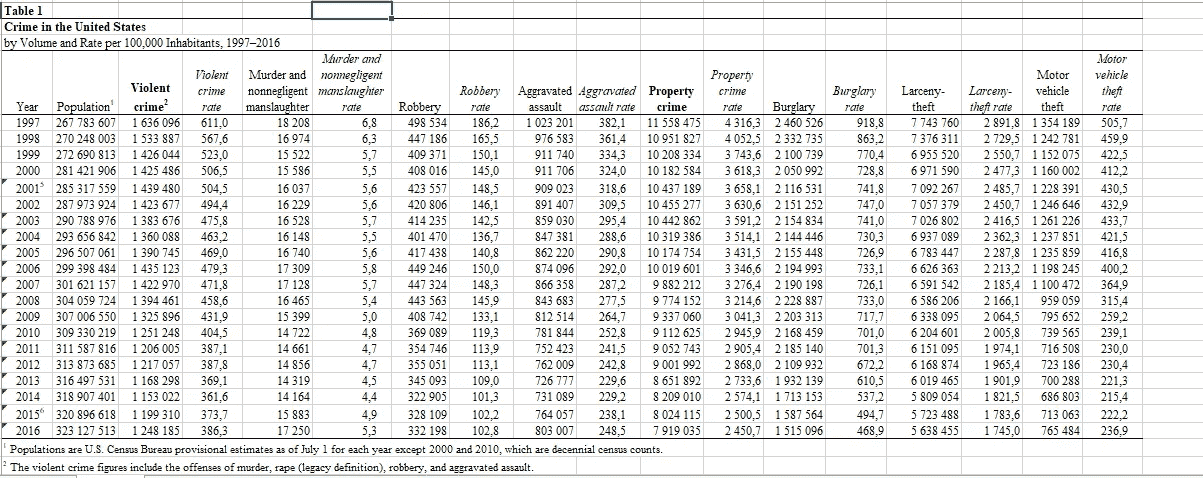 Table 1
Crime in the United States
by Volume and Rate per 100,000 Inhabitants, 1997–2016
Year Population¹ Violent crime² Violent crime rate Murder and nonnegligent manslaughter Murder and nonnegligent manslaughter rate Robbery Robbery rate Aggravated assault Aggravated assault rate Property crime Property crime rate Burglary Burglary rate Larceny-theft Larceny-theft rate Motor vehicle theft Motor vehicle theft rate
1997 267 783 607 1 636 096 611,0 18 208 6,8 498 534 186,2 1 023 201 382,1 11 558 475 4 316,3 2 460 526 918,8 7 743 760 2 891,8 1 354 189 505,7
1998 270 248 003 1 533 887 567,6 16 974 6,3 447 186 165,5 976 583 361,4 10 951 827 4 052,5 2 332 735 863,2 7 376 311 2 729,5 1 242 781 459,9
1999 272 690 813 1 426 044 523,0 15 522 5,7 409 371 150,1 911 740 334,3 10 208 334 3 743,6 2 100 739 770,4 6 955 520 2 550,7 1 152 075 422,5
2000 281 421 906 1 425 486 506,5 15 586 5,5 408 016 145,0 911 706 324,0 10 182 584 3 618,3 2 050 992 728,8 6 971 590 2 477,3 1 160 002 412,2
2001⁵ 285 317 559 1 439 480 504,5 16 037 5,6 423 557 148,5 909 023 318,6 10 437 189 3 658,1 2 116 531 741,8 7 092 267 2 485,7 1 228 391 430,5
2002 287 973 924 1 423 677 494,4 16 229 5,6 420 806 146,1 891 407 309,5 10 455 277 3 630,6 2 151 252 747,0 7 057 379 2 450,7 1 246 646 432,9
2003 290 788 976 1 383 676 475,8 16 528 5,7 414 235 142,5 859 030 295,4 10 442 862 3 591,2 2 154 834 741,0 7 026 802 2 416,5 1 261 226 433,7
2004 293 656 842 1 360 088 463,2 16 148 5,5 401 470 136,7 847 381 288,6 10 319 386 3 514,1 2 144 446 730,3 6 937 089 2 362,3 1 237 851 421,5
2005 296 507 061 1 390 745 469,0 16 740 5,6 417 438 140,8 862 220 290,8 10 174 754 3 431,5 2 155 448 726,9 6 783 447 2 287,8 1 235 859 416,8
2006 299 398 484 1 435 123 479,3 17 309 5,8 449 246 150,0 874 096 292,0 10 019 601 3 346,6 2 194 993 733,1 6 626 363 2 213,2 1 198 245 400,2
2007 301 621 157 1 422 970 471,8 17 128 5,7 447 324 148,3 866 358 287,2 9 882 212 3 276,4 2 190 198 726,1 6 591 542 2 185,4 1 100 472 364,9
2008 304 059 724 1 394 461 458,6 16 465 5,4 443 563 145,9 843 683 277,5 9 774 152 3 214,6 2 228 887 733,0 6 586 206 2 166,1 959 059 315,4
2009 307 006 550 1 325 896 431,9 15 399 5,0 408 742 133,1 812 514 264,7 9 337 060 3 041,3 2 203 313 717,7 6 338 095 2 064,5 795 652 259,2
2010 309 330 219 1 251 248 404,5 14 722 4,8 369 089 119,3 781 844 252,8 9 112 625 2 945,9 2 168 459 701,0 6 204 601 2 005,8 739 565 239,1
2011 311 587 816 1 206 005 387,1 14 661 4,7 354 746 113,9 752 423 241,5 9 052 743 2 905,4 2 185 140 701,3 6 151 095 1 974,1 716 508 230,0
2012 313 873 685 1 217 057 387,8 14 856 4,7 355 051 113,1 762 009 242,8 9 001 992 2 868,0 2 109 932 672,2 6 168 874 1 965,4 723 186 230,4
2013 316 497 531 1 168 298 369,1 14 319 4,5 345 093 109,0 726 777 229,6 8 651 892 2 733,6 1 932 139 610,5 6 019 465 1 901,9 700 288 221,3
2014 318 907 401 1 153 022 361,6 14 164 4,4 322 905 101,3 731 089 229,2 8 209 010 2 574,1 1 713 153 537,2 5 809 054 1 821,5 686 803 215,4
2015⁶ 320 896 618 1 199 310 373,7 15 883 4,9 328 109 102,2 764 057 238,1 8 024 115 2 500,5 1 587 564 494,7 5 723 488 1 783,6 713 063 222,2
2016 323 127 513 1 248 185 386,3 17 250 5,3 332 198 102,8 803 007 248,5 7 919 035 2 450,7 1 515 096 468,9 5 638 455 1 745,0 765 484 236,9
¹ Populations are U.S. Census Bureau provisional estimates as of July 1 for each year except 2000 and 2010, which are decennial census counts.
² The violent crime figures include the offenses of murder, rape (legacy definition), robbery, and aggravated assault.